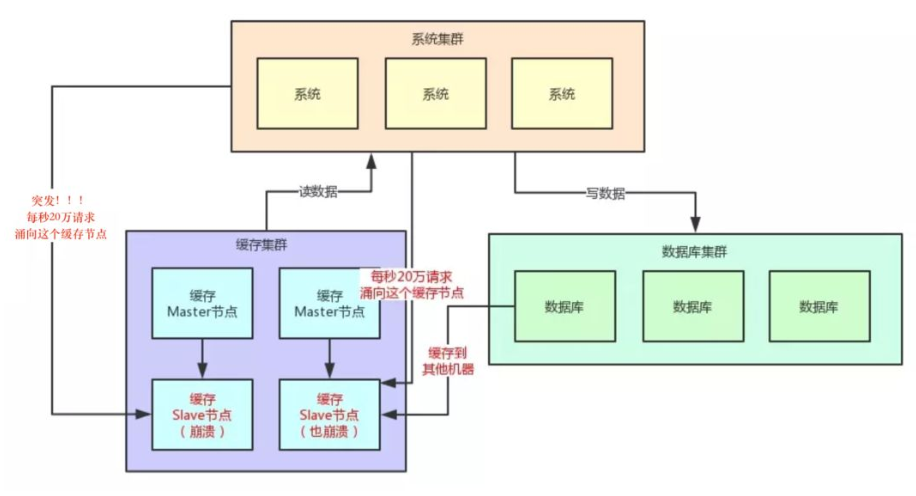 系统集群
系统
系统
系统
突发！！！
每秒20万请求
涌向这个缓存节点
读数据
写数据
缓存集群
数据库集群
缓存
Master节点
缓存
Master节点
每秒20万请求
涌向这个缓存节点
数据库
数据库
数据库
缓存到
其他机器
缓存
Slave节点
（崩溃）
缓存
Slave节点
（也崩溃）